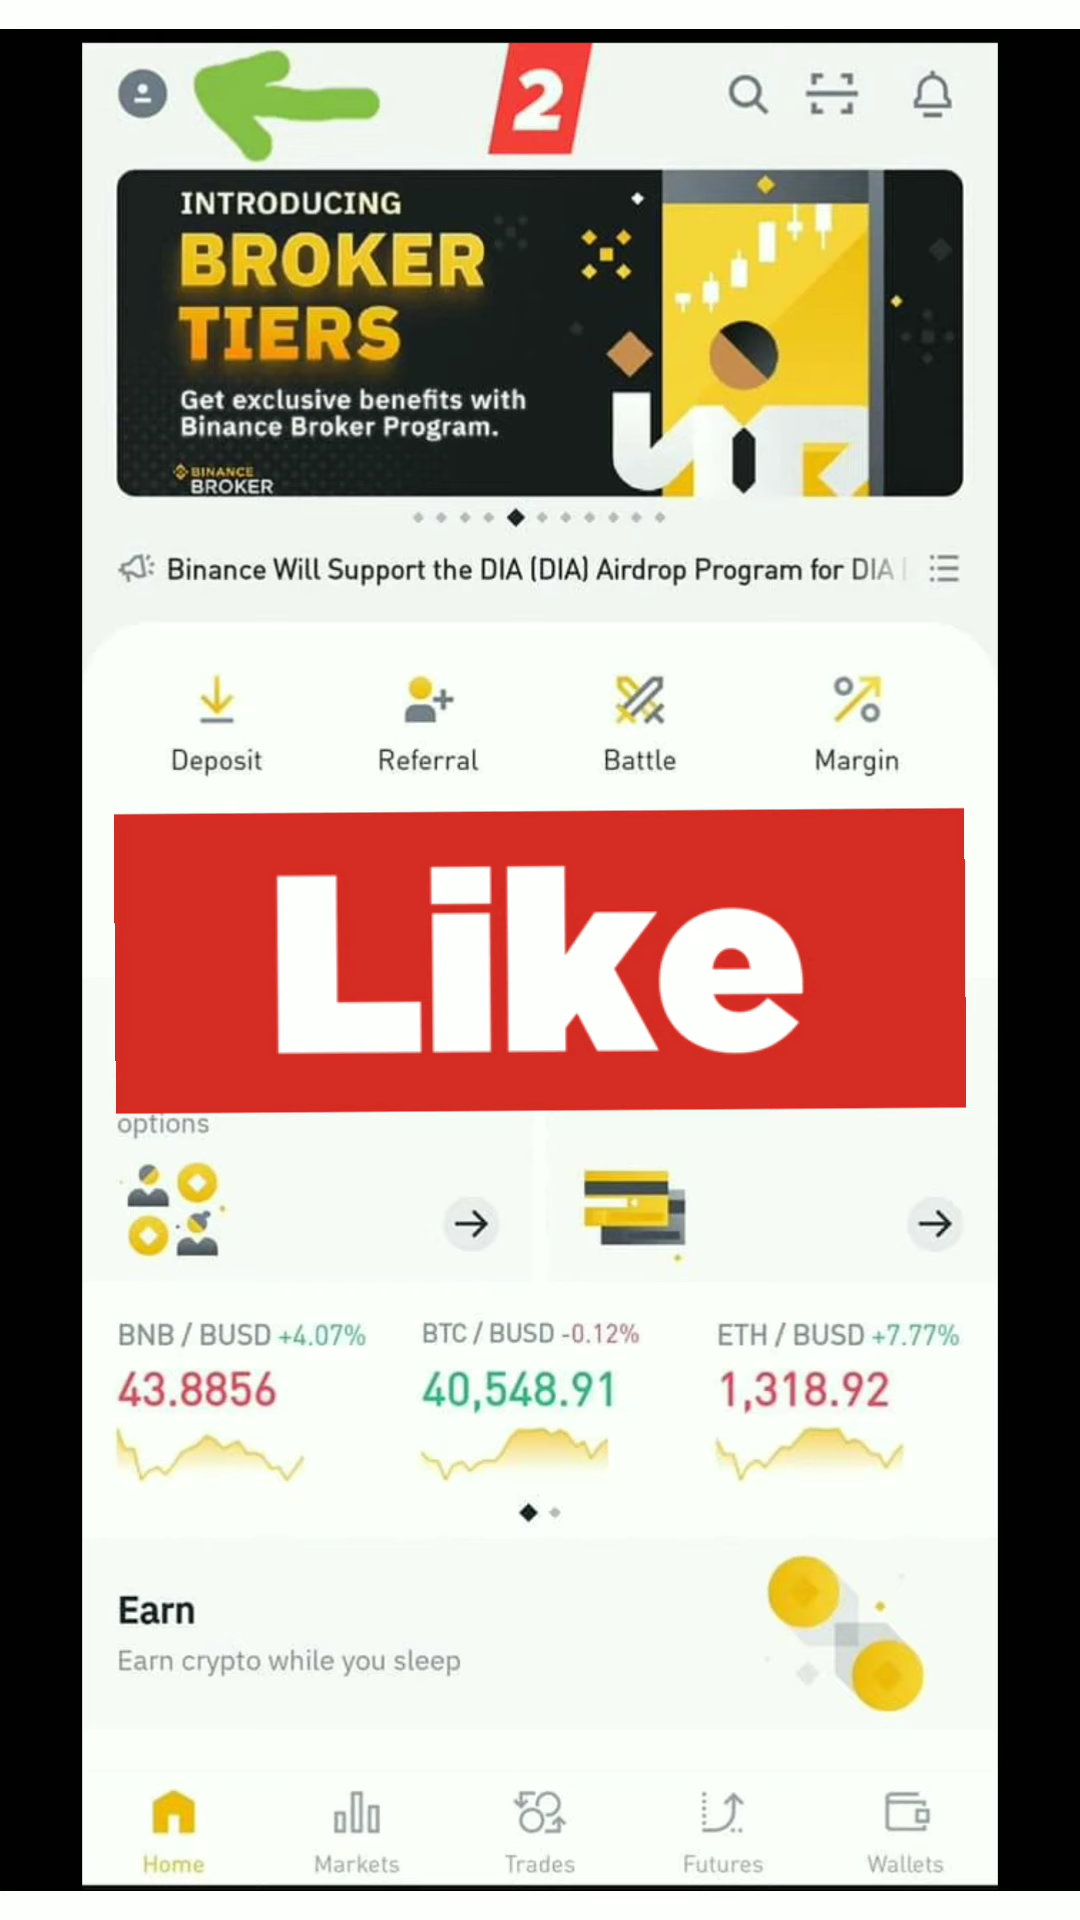 2
INTRODUCING
BROKER
TIERS
Get exclusive benefits with
Binance Broker Program.
BINANCE
BROKER
Binance Will Support the DIA (DIA) Airdrop Program for DIA
Deposit Referral Battle Margin
Like
options
BNB / BUSD +4.07% BTC / BUSD -0.12% ETH / BUSD +7.77%
43.8856 40,548.91 1,318.92
Earn
Earn crypto while you sleep
Home Markets Trades Futures Wallets